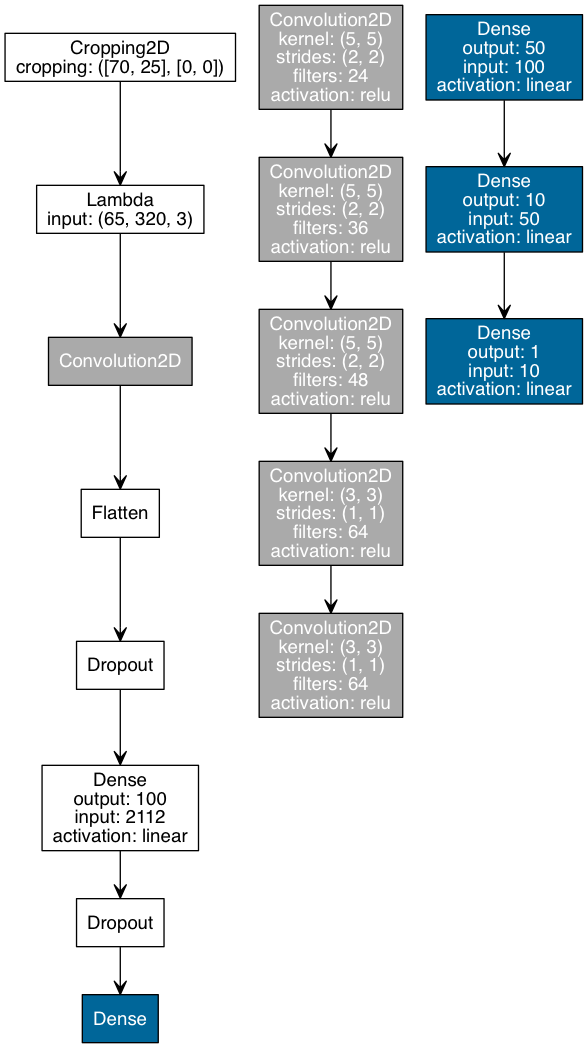 Cropping2D
cropping: ([70, 25], [0, 0])
Lambda
input: (65, 320, 3)
Convolution2D
Flatten
Dropout
Dense
output: 100
input: 2112
activation: linear
Dropout
Dense
Convolution2D
kernel: (5, 5)
strides: (2, 2)
filters: 24
activation: relu
Convolution2D
kernel: (5, 5)
strides: (2, 2)
filters: 36
activation: relu
Convolution2D
kernel: (5, 5)
strides: (2, 2)
filters: 48
activation: relu
Convolution2D
kernel: (3, 3)
strides: (1, 1)
filters: 64
activation: relu
Convolution2D
kernel: (3, 3)
strides: (1, 1)
filters: 64
activation: relu
Dense
output: 50
input: 100
activation: linear
Dense
output: 10
input: 50
activation: linear
Dense
output: 1
input: 10
activation: linear